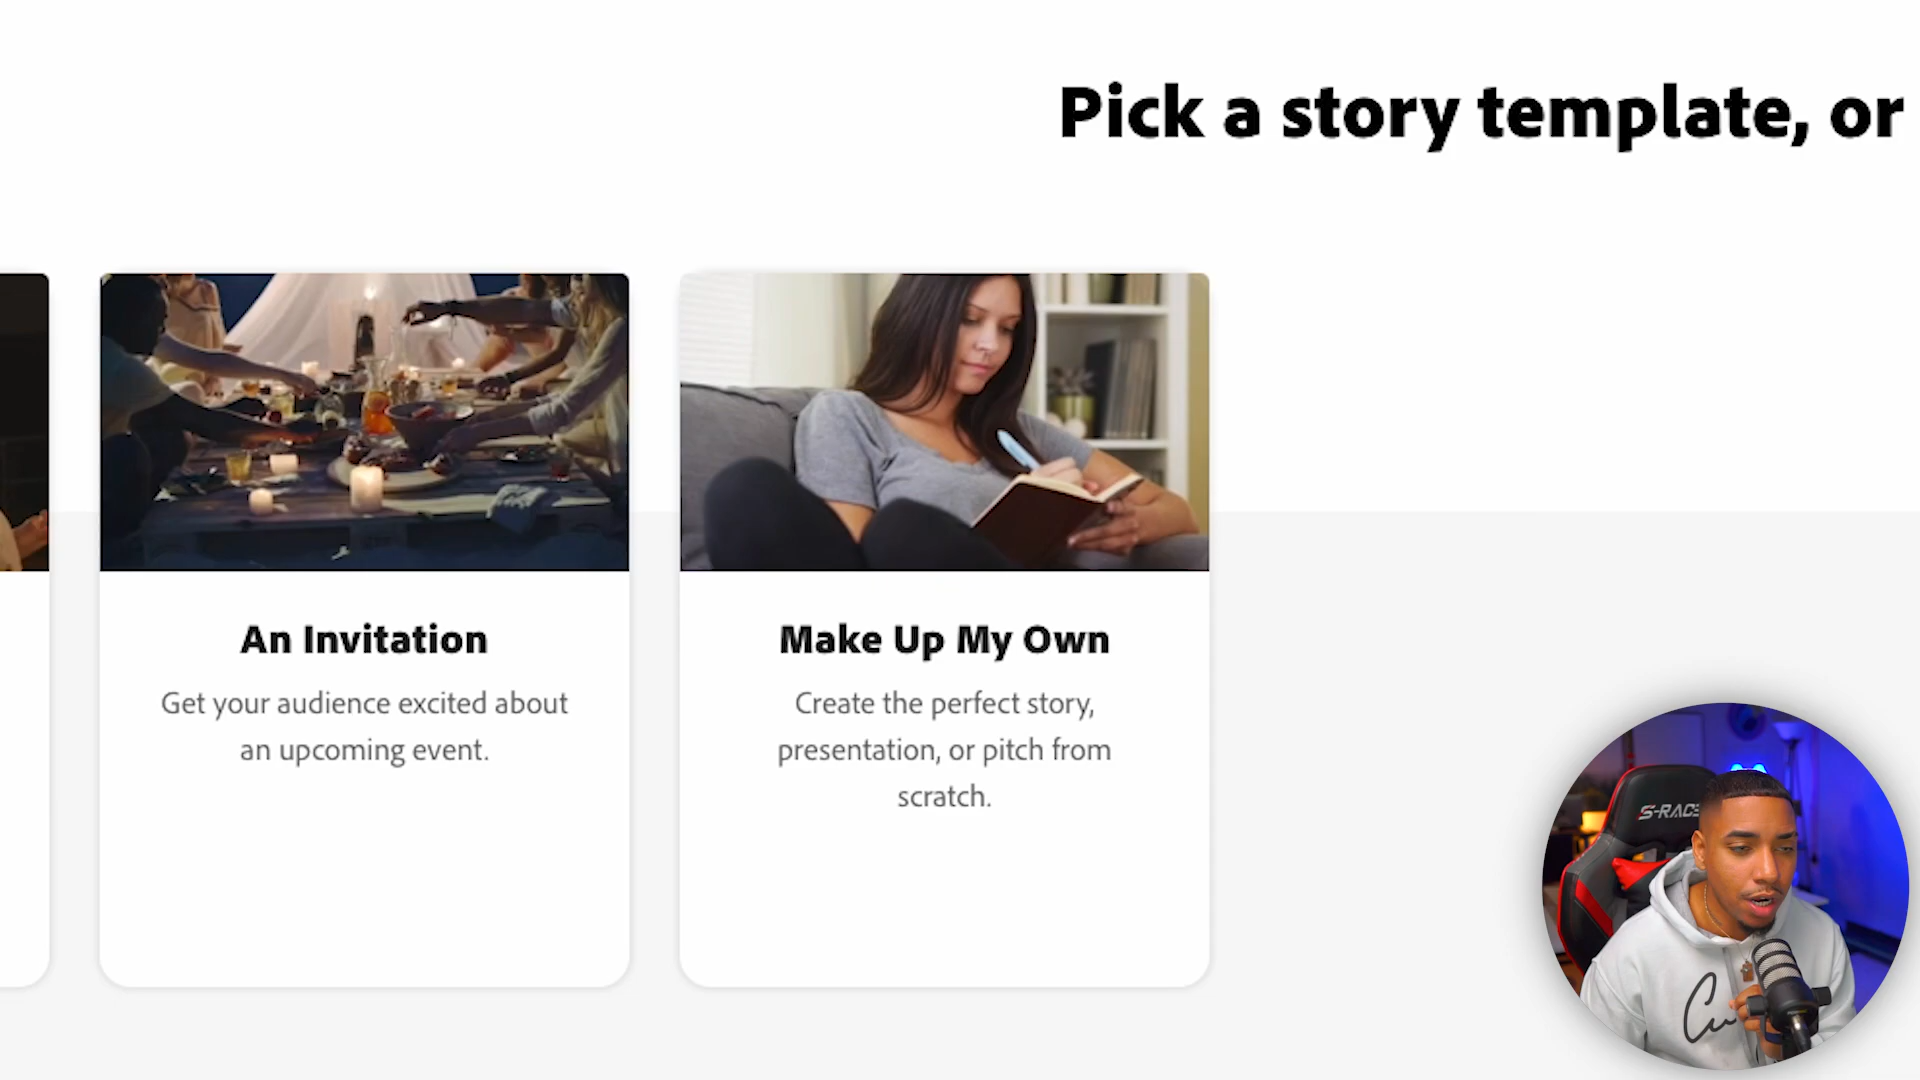 Pick a story template, or
An Invitation
Get your audience excited about
an upcoming event.
Make Up My Own
Create the perfect story,
presentation, or pitch from
scratch.
S-RACE